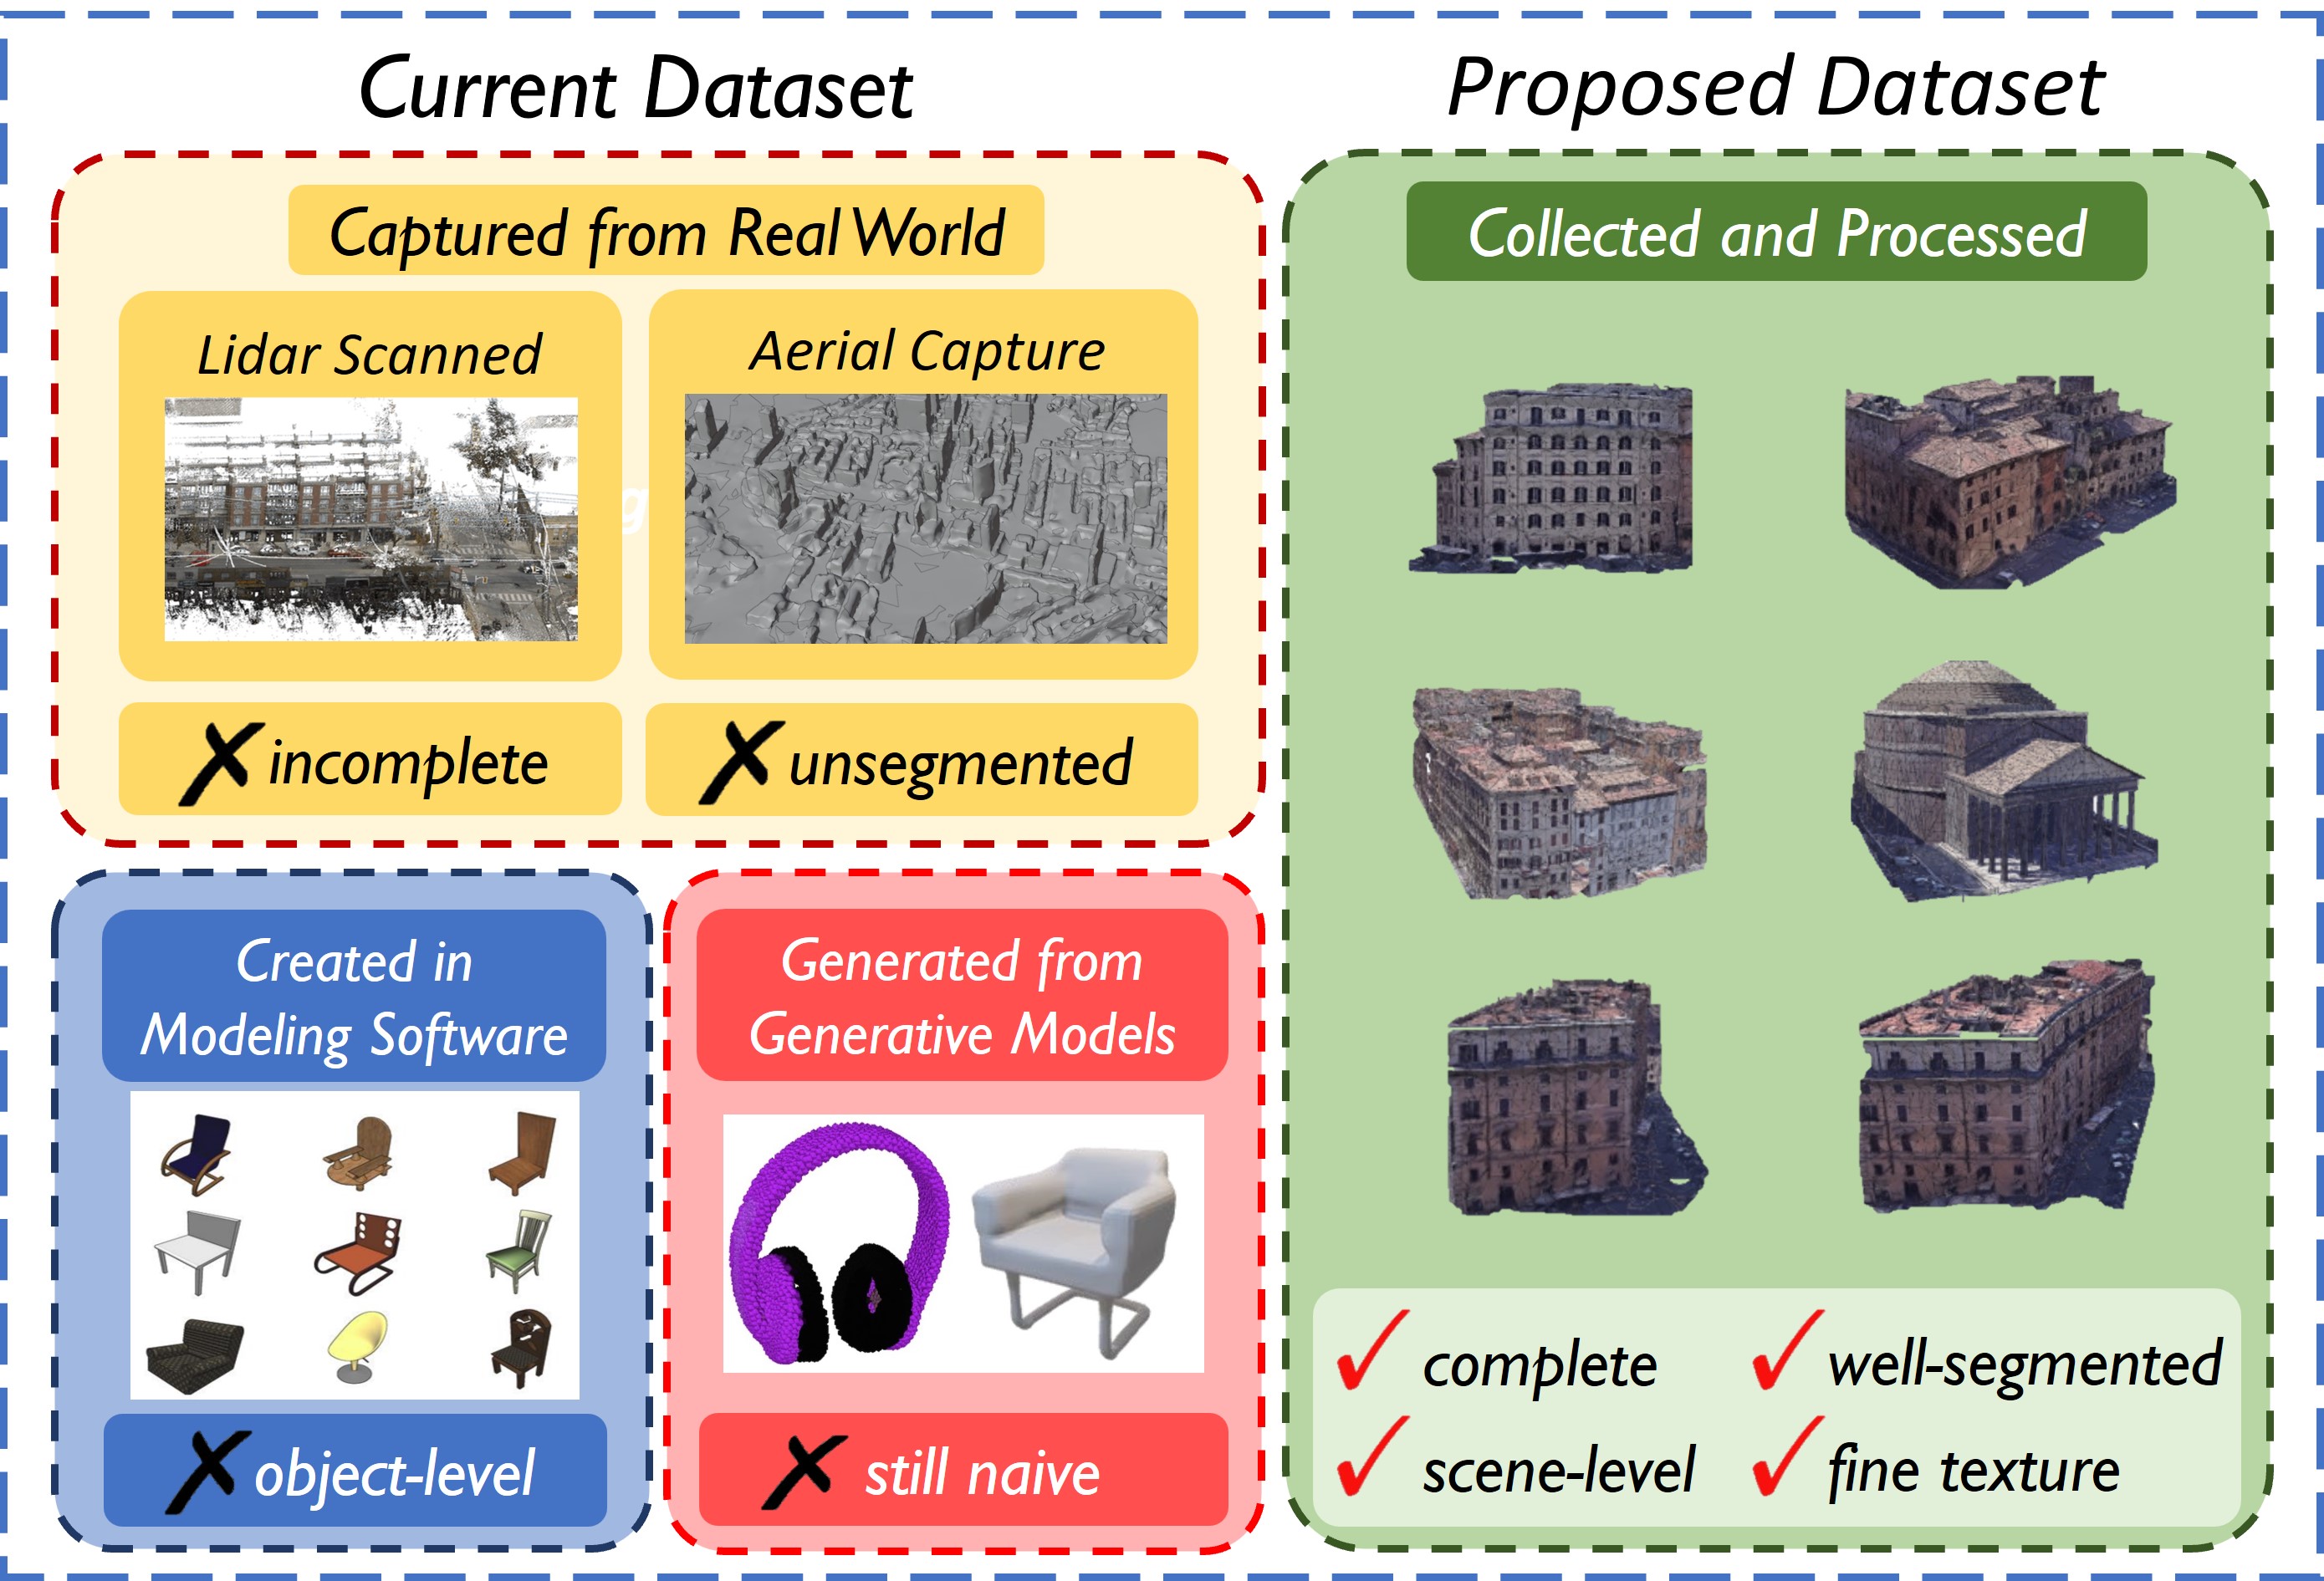 Current Dataset
Captured from Real World
Lidar Scanned
Aerial Capture
g
incomplete
unsegmented
Created in
Modeling Software
object-level
Generated from
Generative Models
still naive
Proposed Dataset
Collected and Processed
complete
well-segmented
scene-level
fine texture